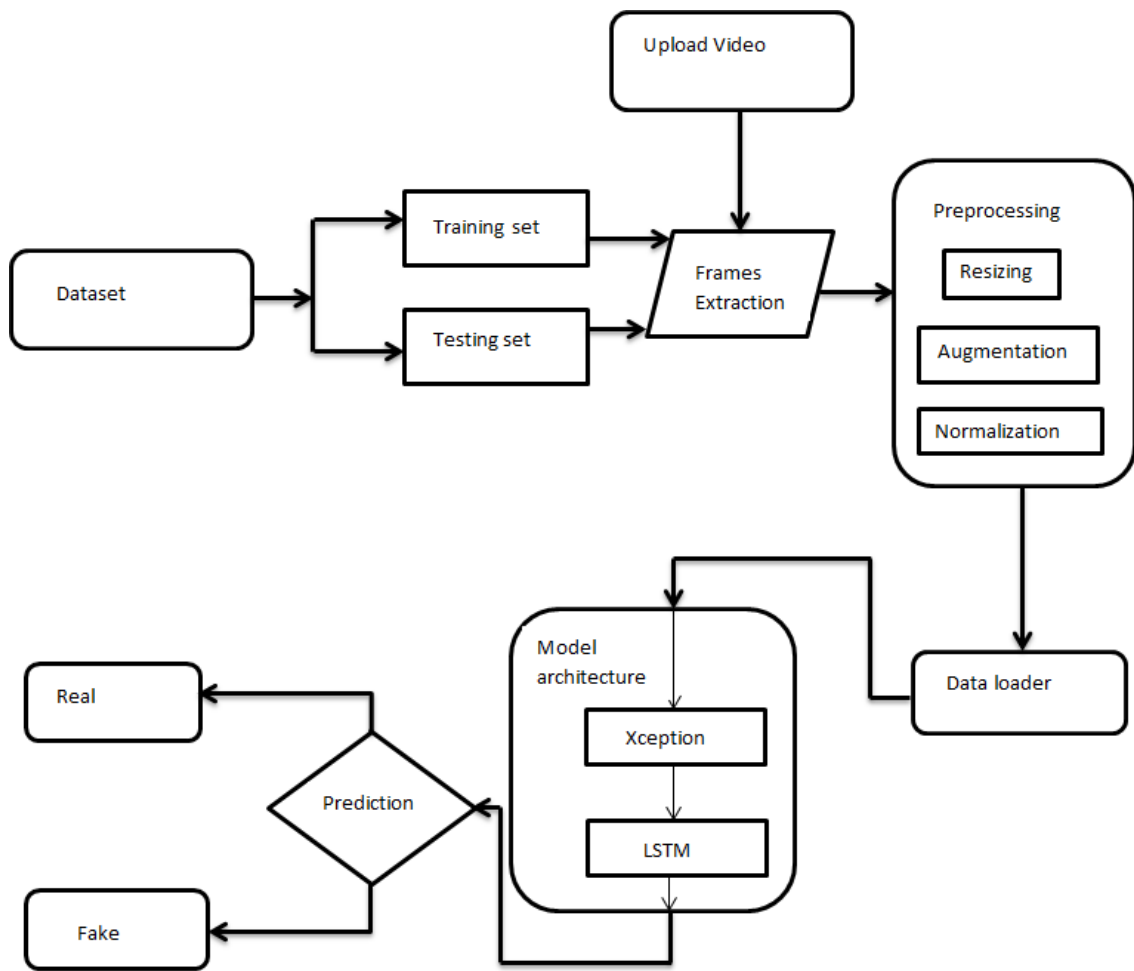 Upload Video
Dataset
Training set
Testing set
Frames
Extraction
Preprocessing
Resizing
Augmentation
Normalization
Data loader
Model
architecture
Xception
LSTM
Prediction
Real
Fake